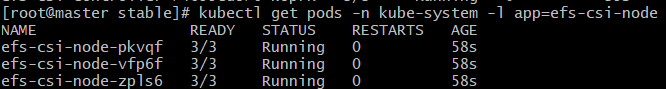 [root@master stable]# kubectl get pods -n kube-system -l app=efs-csi-node
NAME READY STATUS RESTARTS AGE
efs-csi-node-pkvqf 3/3 Running 0 58s
efs-csi-node-vfp6f 3/3 Running 0 58s
efs-csi-node-zpls6 3/3 Running 0 58s